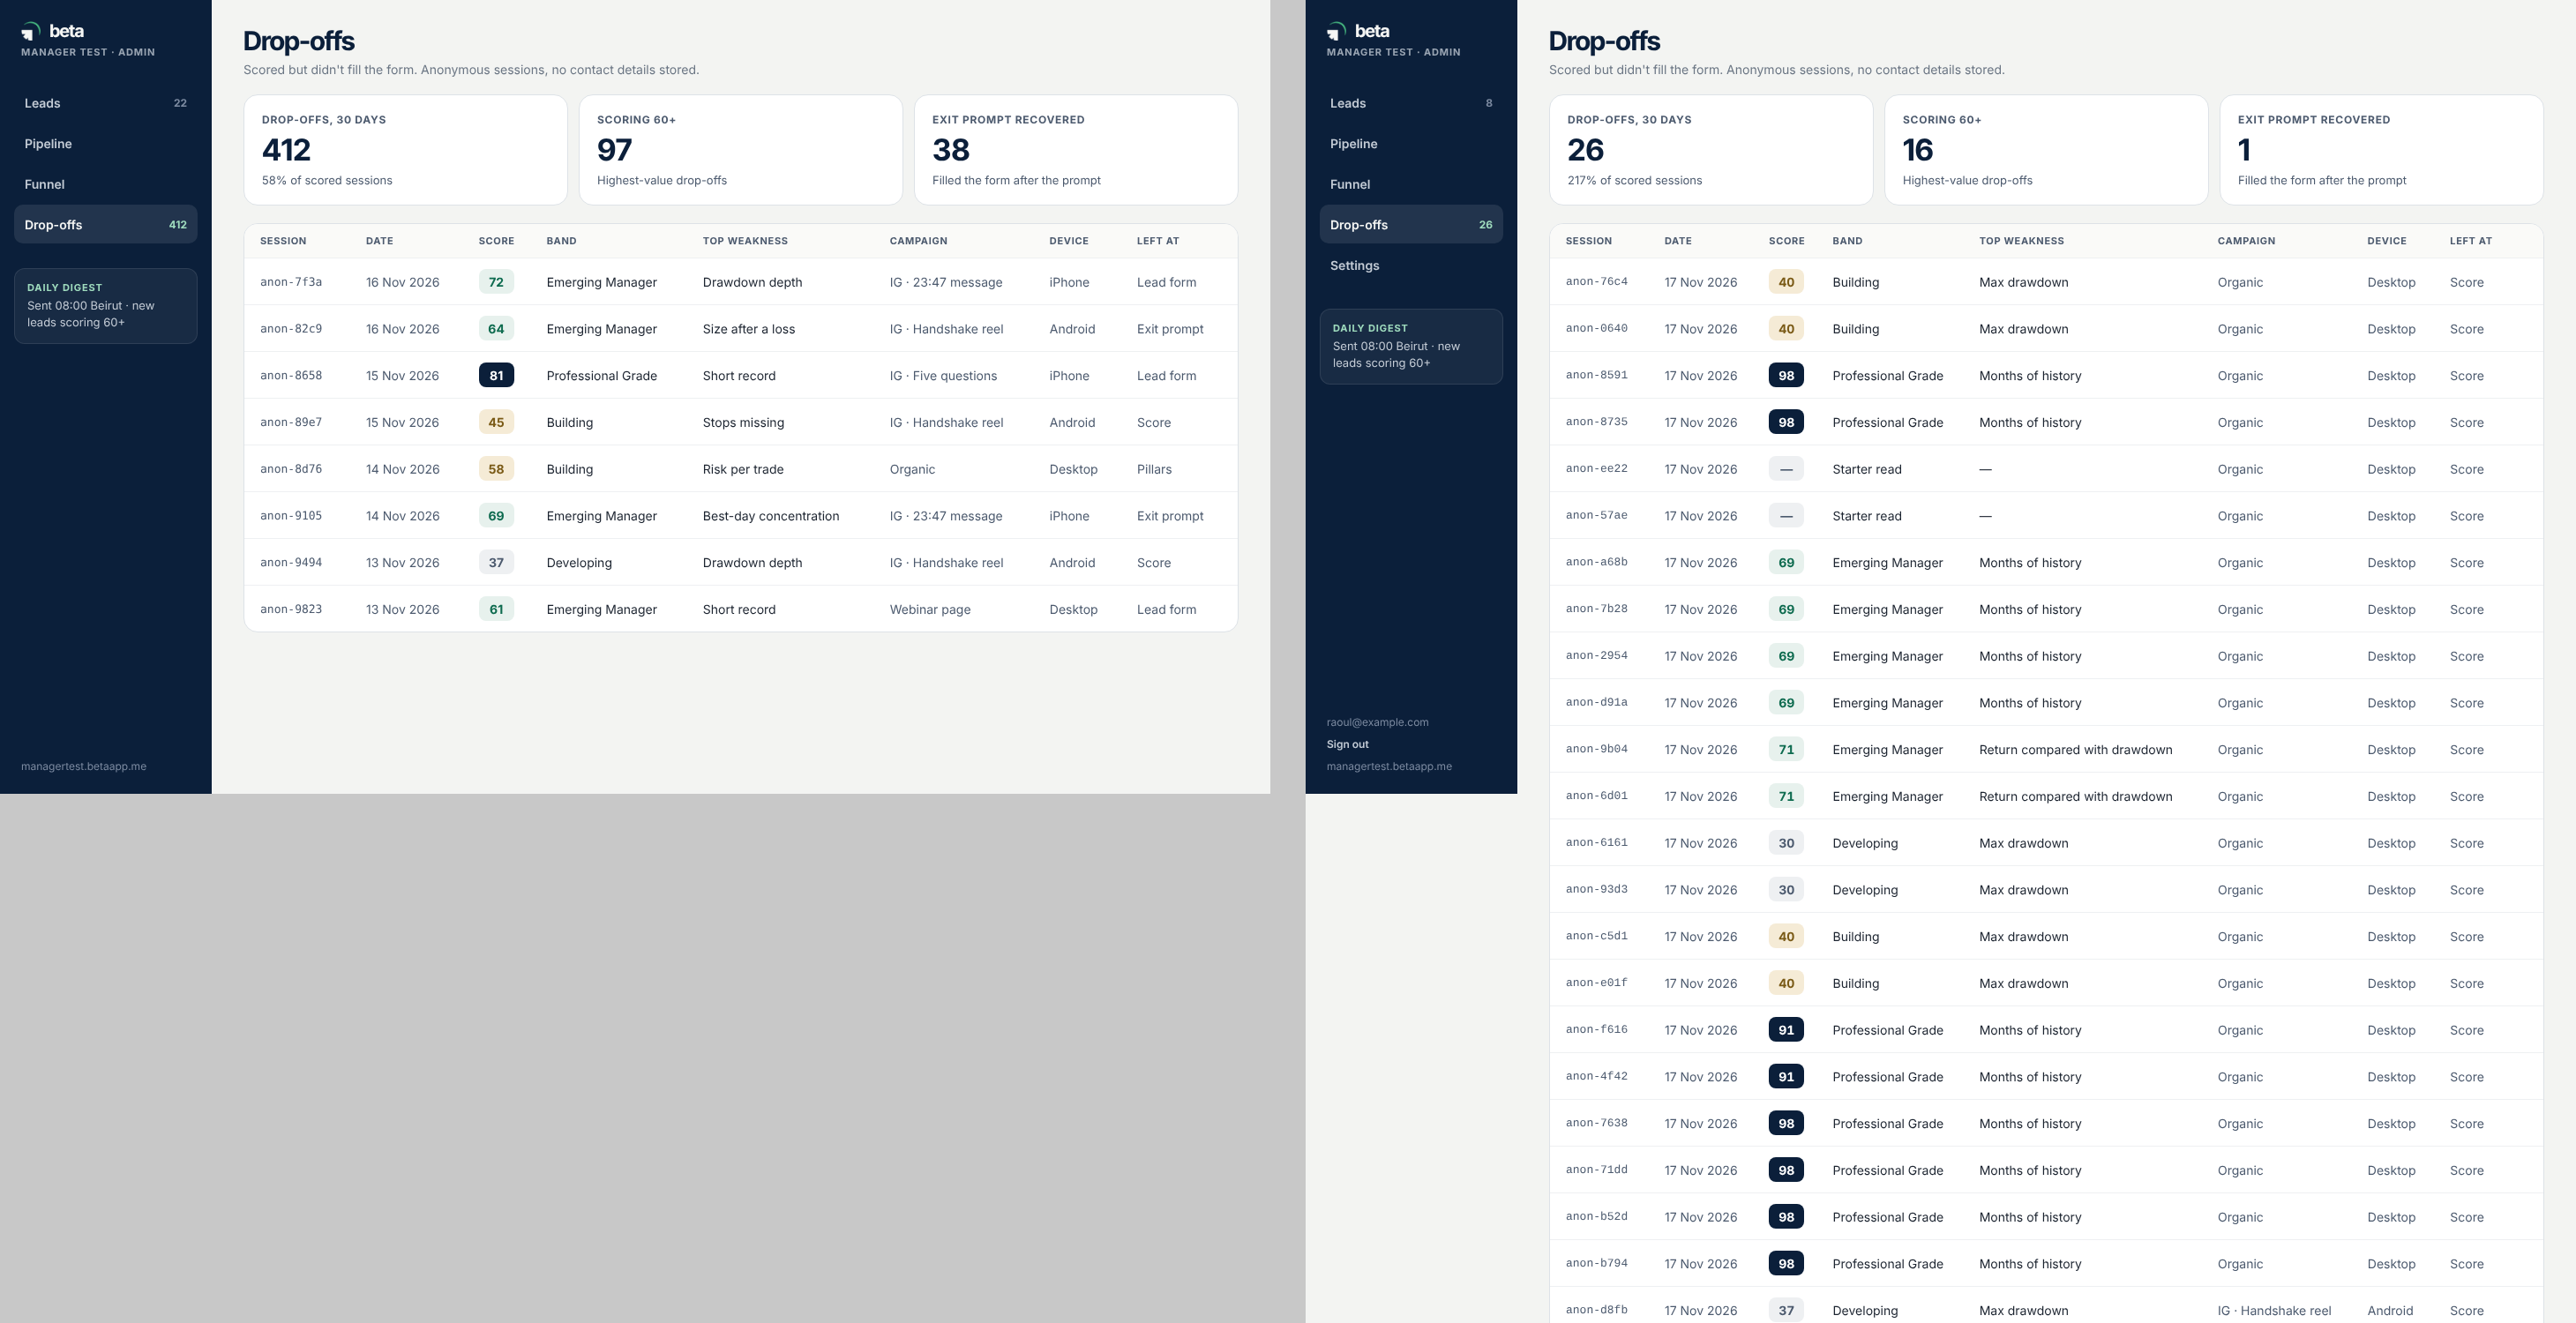 beta
MANAGER TEST · ADMIN
Leads 22
Pipeline
Funnel
Drop-offs 412
DAILY DIGEST
Sent 08:00 Beirut · new
leads scoring 60+
managertest.betaapp.me
Drop-offs
Scored but didn't fill the form. Anonymous sessions, no contact details stored.
DROP-OFFS, 30 DAYS
412
58% of scored sessions
SCORING 60+
97
Highest-value drop-offs
EXIT PROMPT RECOVERED
38
Filled the form after the prompt
SESSION DATE SCORE BAND TOP WEAKNESS CAMPAIGN DEVICE LEFT AT
anon-7f3a 16 Nov 2026 72 Emerging Manager Drawdown depth IG · 23:47 message iPhone Lead form
anon-82c9 16 Nov 2026 64 Emerging Manager Size after a loss IG · Handshake reel Android Exit prompt
anon-8658 15 Nov 2026 81 Professional Grade Short record IG · Five questions iPhone Lead form
anon-89e7 15 Nov 2026 45 Building Stops missing IG · Handshake reel Android Score
anon-8d76 14 Nov 2026 58 Building Risk per trade Organic Desktop Pillars
anon-9105 14 Nov 2026 69 Emerging Manager Best-day concentration IG · 23:47 message iPhone Exit prompt
anon-9494 13 Nov 2026 37 Developing Drawdown depth IG · Handshake reel Android Score
anon-9823 13 Nov 2026 61 Emerging Manager Short record Webinar page Desktop Lead form
beta
MANAGER TEST · ADMIN
Leads 8
Pipeline
Funnel
Drop-offs 26
Settings
DAILY DIGEST
Sent 08:00 Beirut · new
leads scoring 60+
raoul@example.com
Sign out
managertest.betaapp.me
Drop-offs
Scored but didn't fill the form. Anonymous sessions, no contact details stored.
DROP-OFFS, 30 DAYS
26
217% of scored sessions
SCORING 60+
16
Highest-value drop-offs
EXIT PROMPT RECOVERED
1
Filled the form after the prompt
SESSION DATE SCORE BAND TOP WEAKNESS CAMPAIGN DEVICE LEFT AT
anon-76c4 17 Nov 2026 40 Building Max drawdown Organic Desktop Score
anon-0640 17 Nov 2026 40 Building Max drawdown Organic Desktop Score
anon-8591 17 Nov 2026 98 Professional Grade Months of history Organic Desktop Score
anon-8735 17 Nov 2026 98 Professional Grade Months of history Organic Desktop Score
anon-ee22 17 Nov 2026 — Starter read — Organic Desktop Score
anon-57ae 17 Nov 2026 — Starter read — Organic Desktop Score
anon-a68b 17 Nov 2026 69 Emerging Manager Months of history Organic Desktop Score
anon-7b28 17 Nov 2026 69 Emerging Manager Months of history Organic Desktop Score
anon-2954 17 Nov 2026 69 Emerging Manager Months of history Organic Desktop Score
anon-d91a 17 Nov 2026 69 Emerging Manager Months of history Organic Desktop Score
anon-9b04 17 Nov 2026 71 Emerging Manager Return compared with drawdown Organic Desktop Score
anon-6d01 17 Nov 2026 71 Emerging Manager Return compared with drawdown Organic Desktop Score
anon-6161 17 Nov 2026 30 Developing Max drawdown Organic Desktop Score
anon-93d3 17 Nov 2026 30 Developing Max drawdown Organic Desktop Score
anon-c5d1 17 Nov 2026 40 Building Max drawdown Organic Desktop Score
anon-e01f 17 Nov 2026 40 Building Max drawdown Organic Desktop Score
anon-f616 17 Nov 2026 91 Professional Grade Months of history Organic Desktop Score
anon-4f42 17 Nov 2026 91 Professional Grade Months of history Organic Desktop Score
anon-7638 17 Nov 2026 98 Professional Grade Months of history Organic Desktop Score
anon-71dd 17 Nov 2026 98 Professional Grade Months of history Organic Desktop Score
anon-b52d 17 Nov 2026 98 Professional Grade Months of history Organic Desktop Score
anon-b794 17 Nov 2026 98 Professional Grade Months of history Organic Desktop Score
anon-d8fb 17 Nov 2026 37 Developing Max drawdown IG · Handshake reel Android Score